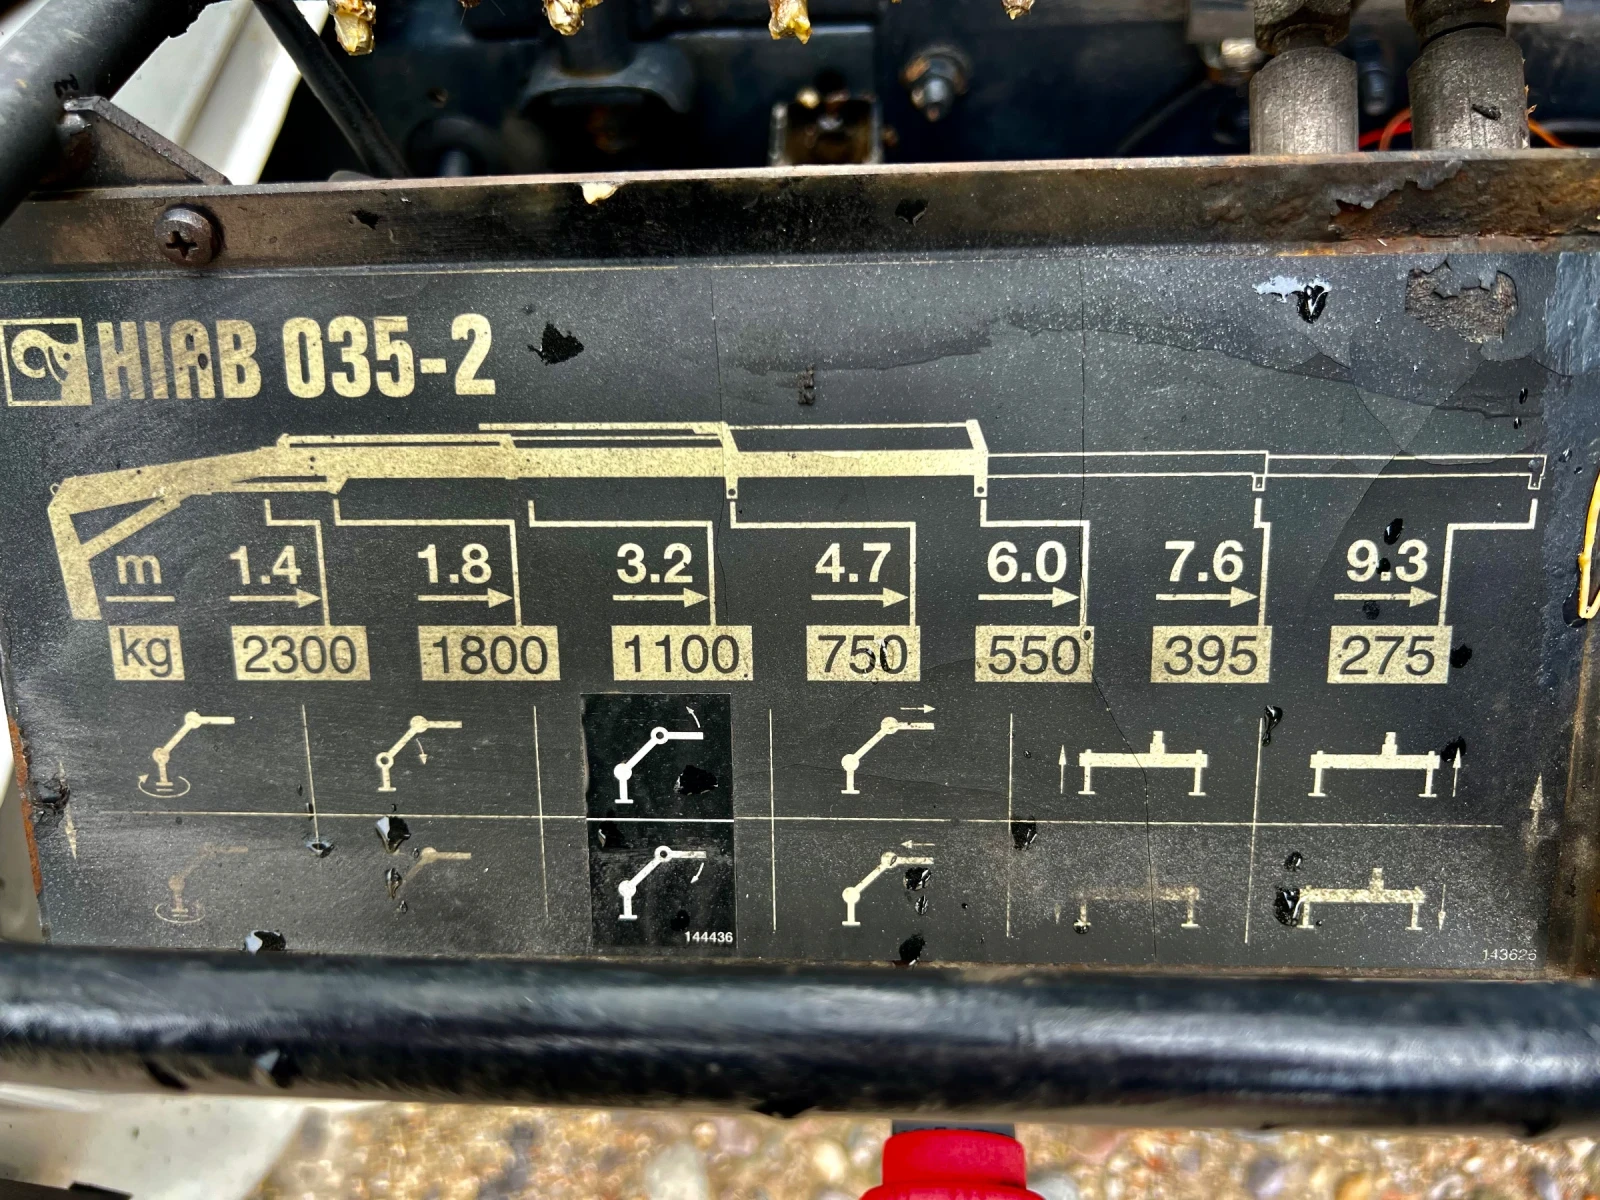 HIAB 035-2
m 1.4 1.8 3.2 4.7 6.0 7.6 9.3
kg 2300 1800 1100 750 550 395 275
144436
143626